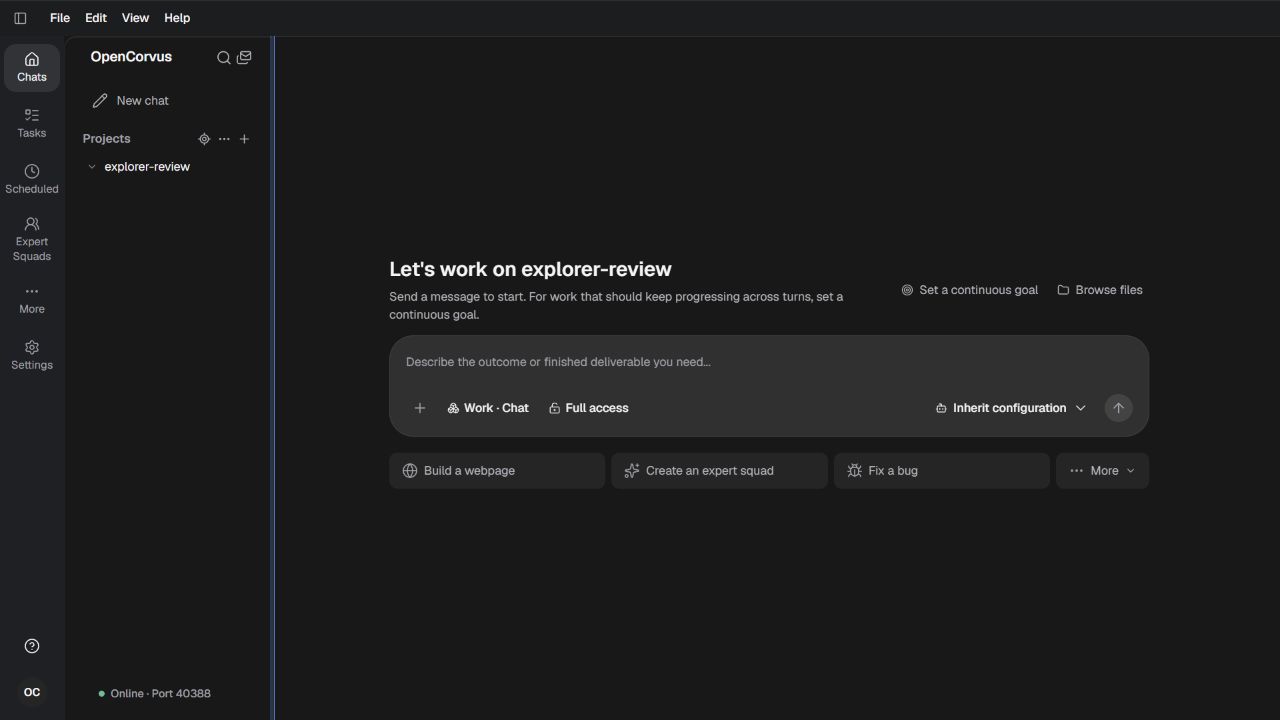 File Edit View Help
Chats
Tasks
Scheduled
Expert
Squads
More
Settings
OC
OpenCorvus
New chat
Projects
explorer-review
Online · Port 40388
Let's work on explorer-review
Send a message to start. For work that should keep progressing across turns, set a
continuous goal.
Set a continuous goal
Browse files
Describe the outcome or finished deliverable you need...
Work · Chat
Full access
Inherit configuration
Build a webpage
Create an expert squad
Fix a bug
More